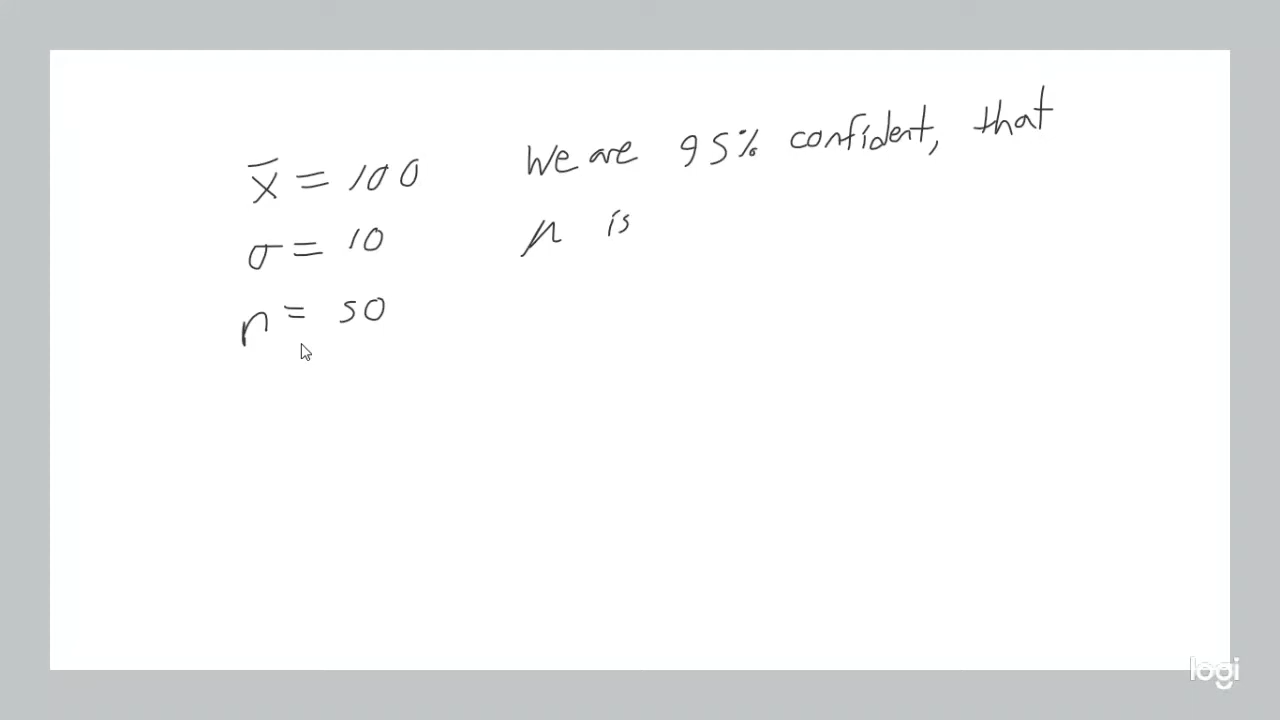 x̄ = 100
σ = 10
n = 50
We are 95% confident, that
μ is
logi